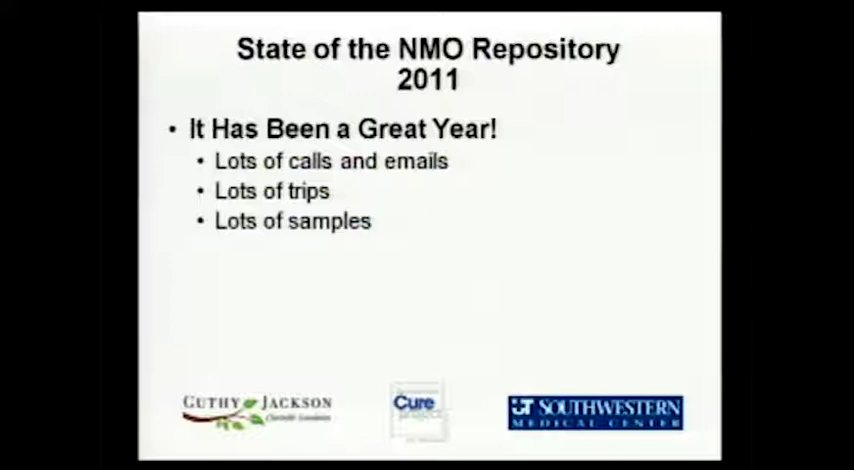 State of the NMO Repository
2011
• It Has Been a Great Year!
• Lots of calls and emails
• Lots of trips
• Lots of samples
GUTHY JACKSON
Cure
UT SOUTHWESTERN
MEDICAL CENTER